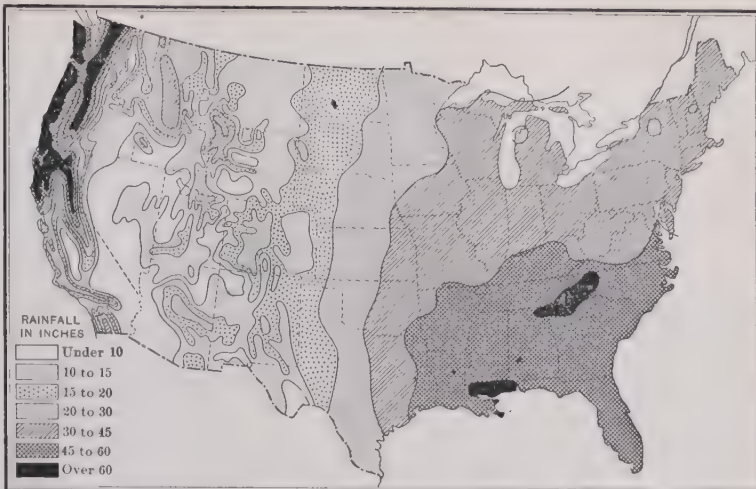 RAINFALL
IN INCHES
Under 10
10 to 15
15 to 20
20 to 30
30 to 45
45 to 60
Over 60